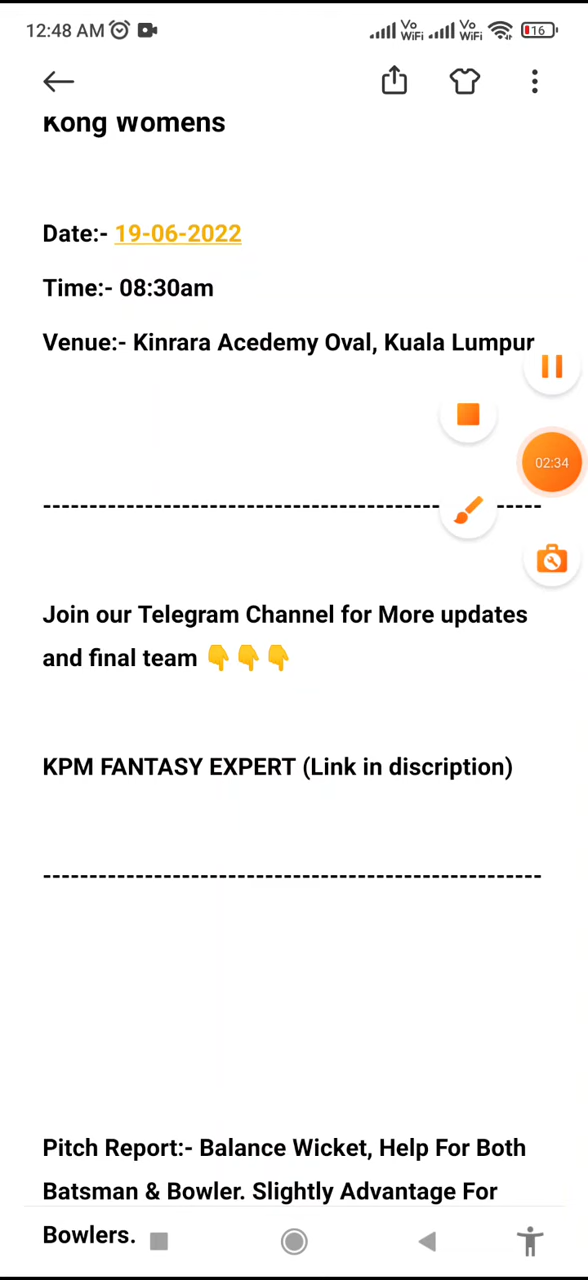 12:48 AM
Vo WiFi Vo WiFi 16
Kong Womens
Date:- 19-06-2022
Time:- 08:30am
Venue:- Kinrara Acedemy Oval, Kuala Lumpur
02:34
------------------------------------------------------
Join our Telegram Channel for More updates
and final team 👇👇👇
KPM FANTASY EXPERT (Link in discription)
------------------------------------------------------
Pitch Report:- Balance Wicket, Help For Both
Batsman & Bowler. Slightly Advantage For
Bowlers.